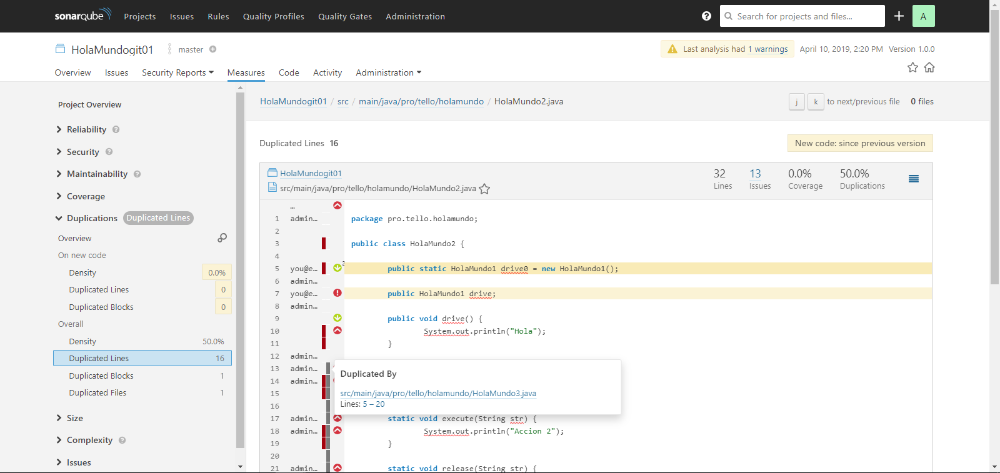 sonarqube Projects Issues Rules Quality Profiles Quality Gates Administration ? Search for projects and files... + A
HolaMundogit01 master Last analysis had 1 warnings April 10, 2019, 2:20 PM Version 1.0.0
Overview Issues Security Reports Measures Code Activity Administration
Project Overview
Reliability ?
Security ?
Maintainability ?
Coverage
Duplications Duplicated Lines
Overview
On new code
Density 0.0%
Duplicated Lines 0
Duplicated Blocks 0
Overall
Density 50.0%
Duplicated Lines 16
Duplicated Blocks 1
Duplicated Files 1
Size
Complexity ?
Issues
HolaMundogit01 / src / main/java/pro/tello/holamundo / HolaMundo2.java j k to next/previous file 0 files
Duplicated Lines 16 New code: since previous version
HolaMundogit01
src/main/java/pro/tello/holamundo/HolaMundo2.java
32 13 0.0% 50.0%
Lines Issues Coverage Duplications
...
1 admin... package pro.tello.holamundo;
2
3 public class HolaMundo2 {
4
5 you@e... 2 public static HolaMundo1 drive0 = new HolaMundo1();
6 admin...
7 you@e... public HolaMundo1 drive;
8 admin...
9 public void drive() {
10 System.out.println("Hola");
11 }
12 admin...
13 admin...
14 admin...
15
16
Duplicated By
src/main/java/pro/tello/holamundo/HolaMundo3.java
Lines: 5 – 20
17 admin... static void execute(String str) {
18 admin... System.out.println("Accion 2");
19 }
20
21 admin... static void release(String str) {